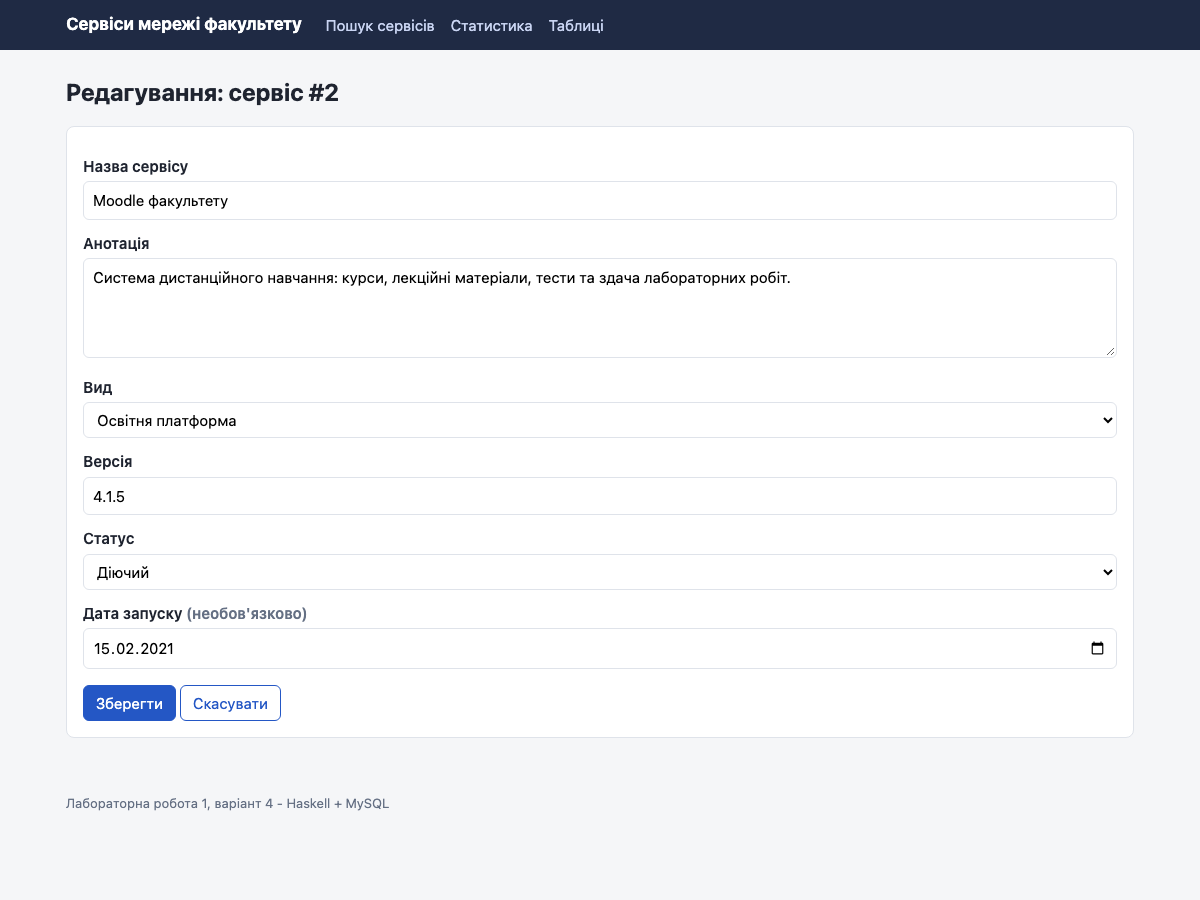 Сервіси мережі факультету Пошук сервісів Статистика Таблиці
Редагування: сервіс #2
Назва сервісу
Moodle факультету
Анотація
Система дистанційного навчання: курси, лекційні матеріали, тести та здача лабораторних робіт.
Вид
Освітня платформа
Версія
4.1.5
Статус
Діючий
Дата запуску (необов'язково)
15.02.2021
Зберегти Скасувати
Лабораторна робота 1, варіант 4 - Haskell + MySQL